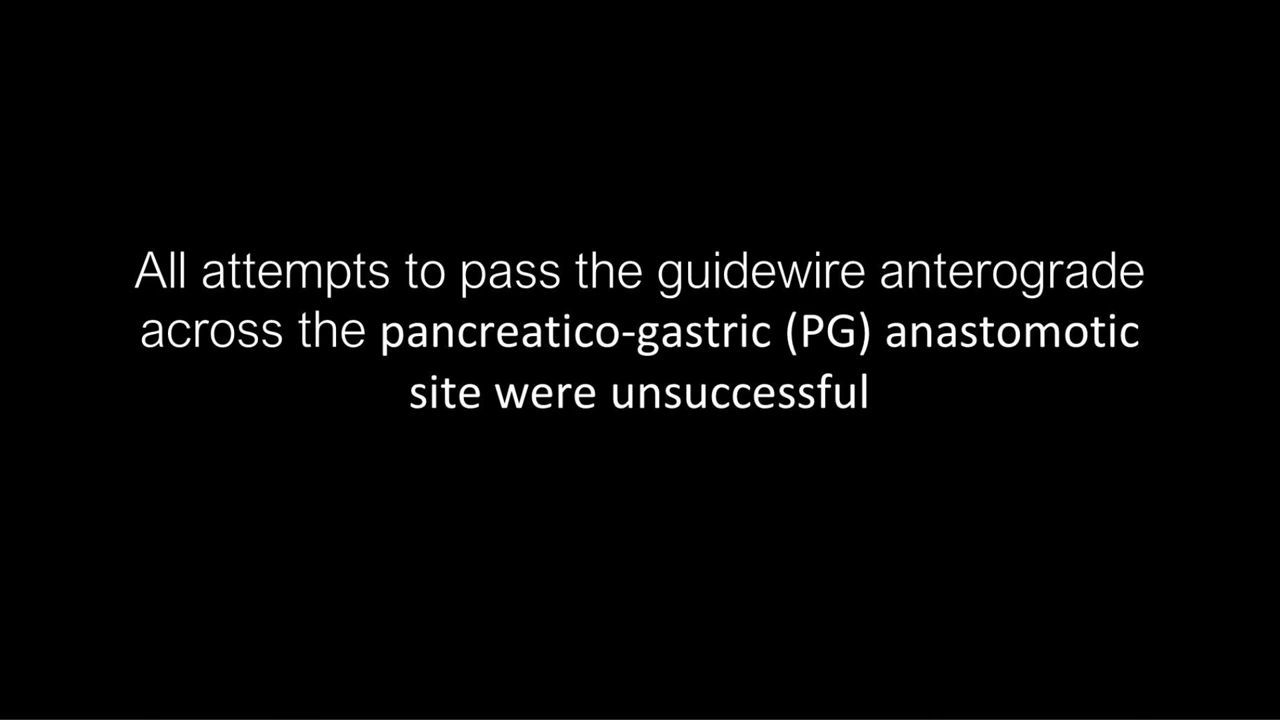 All attempts to pass the guidewire anterograde
across the pancreatico-gastric (PG) anastomotic
site were unsuccessful